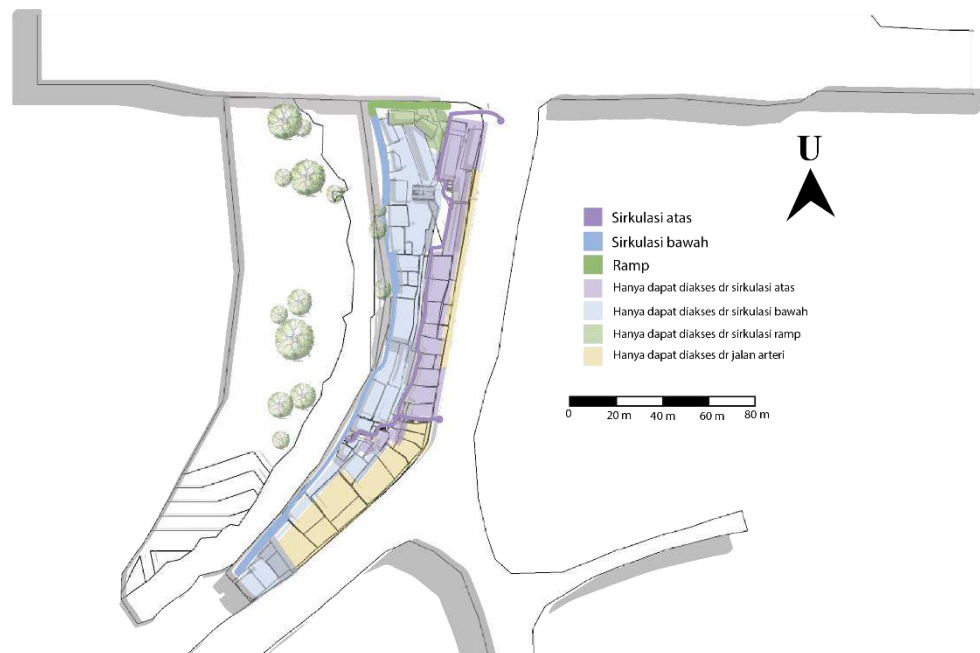 U
Sirkulasi atas
Sirkulasi bawah
Ramp
Hanya dapat diakses dr sirkulasi atas
Hanya dapat diakses dr sirkulasi bawah
Hanya dapat diakses dr sirkulasi ramp
Hanya dapat diakses dr jalan arteri
0 20 m 40 m 60 m 80 m